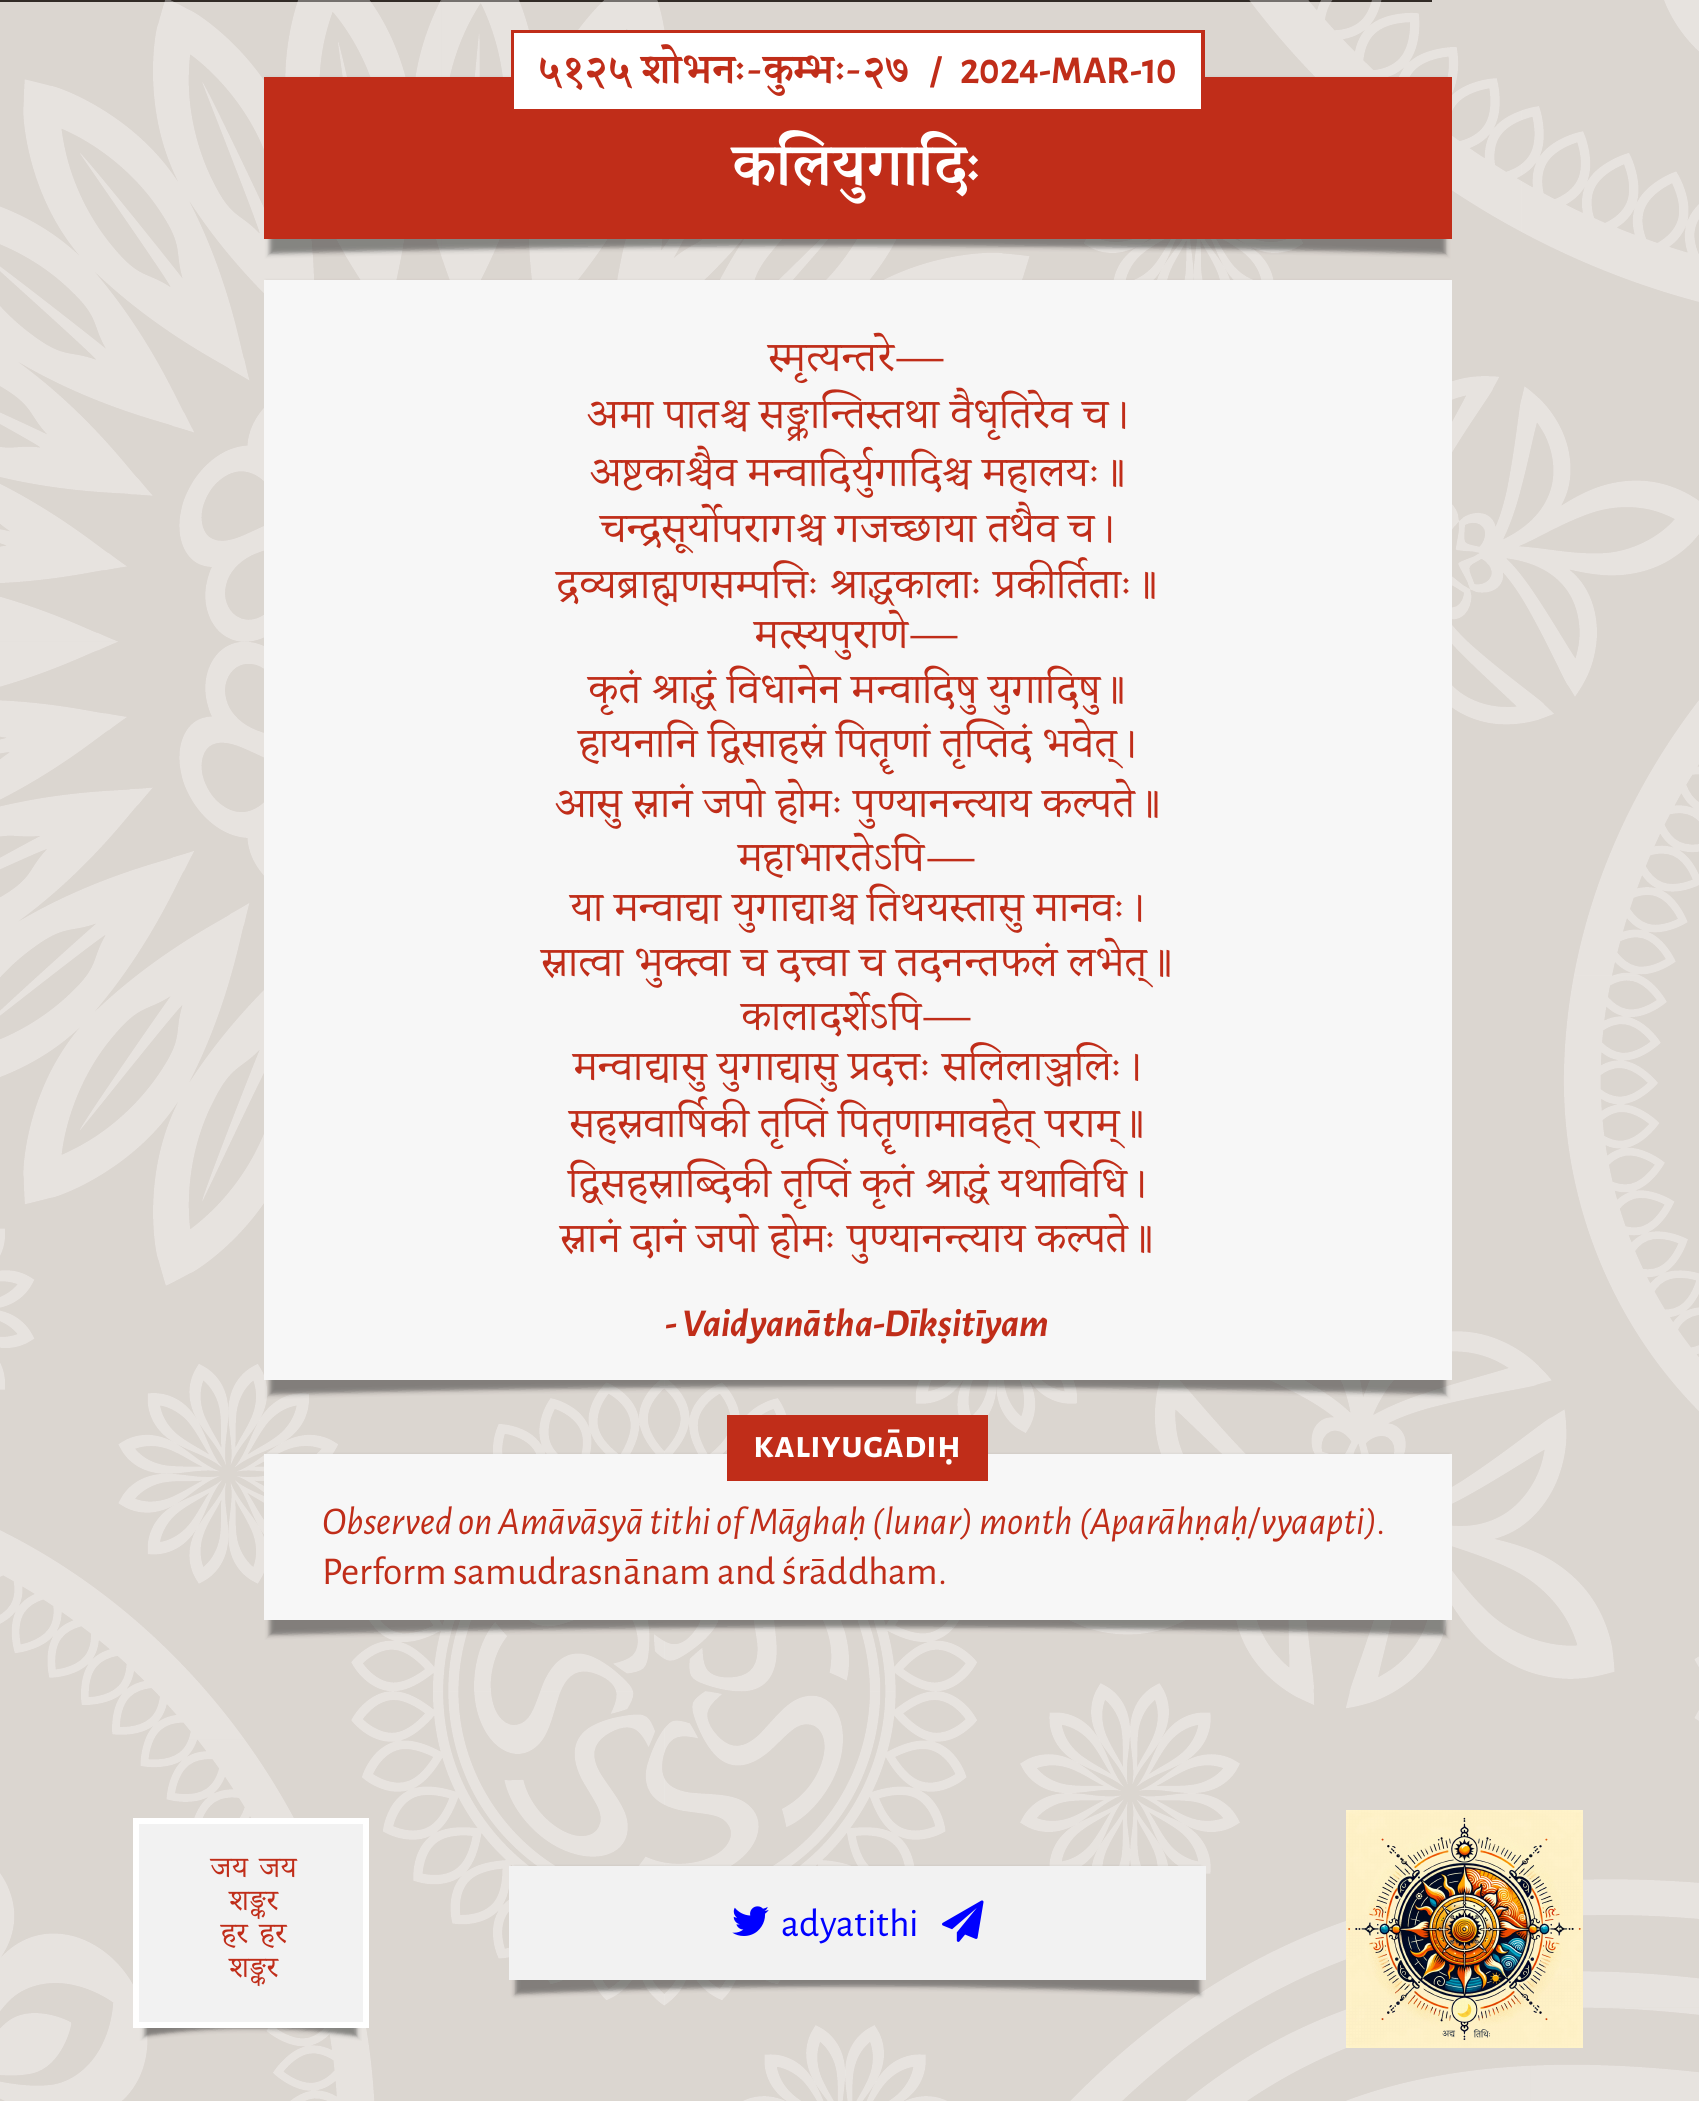 ५१२५ शोभनः-कुम्भः-२७ / 2024-MAR-10
कलियुगादिः
स्मृत्यन्तरे—
अमा पातश्च सङ्क्रान्तिस्तथा वैधृतिरेव च।
अष्टकाश्चैव मन्वादिर्युगादिश्च महालयः॥
चन्द्रसूर्योपरागश्च गजच्छाया तथैव च।
द्रव्यब्राह्मणसम्पत्तिः श्राद्धकालाः प्रकीर्तिताः॥
मत्स्यपुराणे—
कृतं श्राद्धं विधानेन मन्वादिषु युगादिषु॥
हायनानि द्विसाहस्रं पितॄणां तृप्तिदं भवेत्।
आसु स्नानं जपो होमः पुण्यानन्त्याय कल्पते॥
महाभारतेऽपि—
या मन्वाद्या युगाद्याश्च तिथयस्तासु मानवः।
स्नात्वा भुक्त्वा च दत्त्वा च तदनन्तफलं लभेत्॥
कालादर्शेऽपि—
मन्वाद्यासु युगाद्यासु प्रदत्तः सलिलाञ्जलिः।
सहस्रवार्षिकी तृप्तिं पितॄणामावहेत् पराम्॥
द्विसहस्राब्दिकी तृप्तिं कृतं श्राद्धं यथाविधि।
स्नानं दानं जपो होमः पुण्यानन्त्याय कल्पते॥
- Vaidyanātha-Dīkṣitīyam
KALIYUGĀDIḤ
Observed on Amāvāsyā tithi of Māghaḥ (lunar) month (Aparāhṇaḥ/vyaapti).
Perform samudrasnānam and śrāddham.
जय जय
शङ्कर
हर हर
शङ्कर
adyatithi
अद्य तिथिः